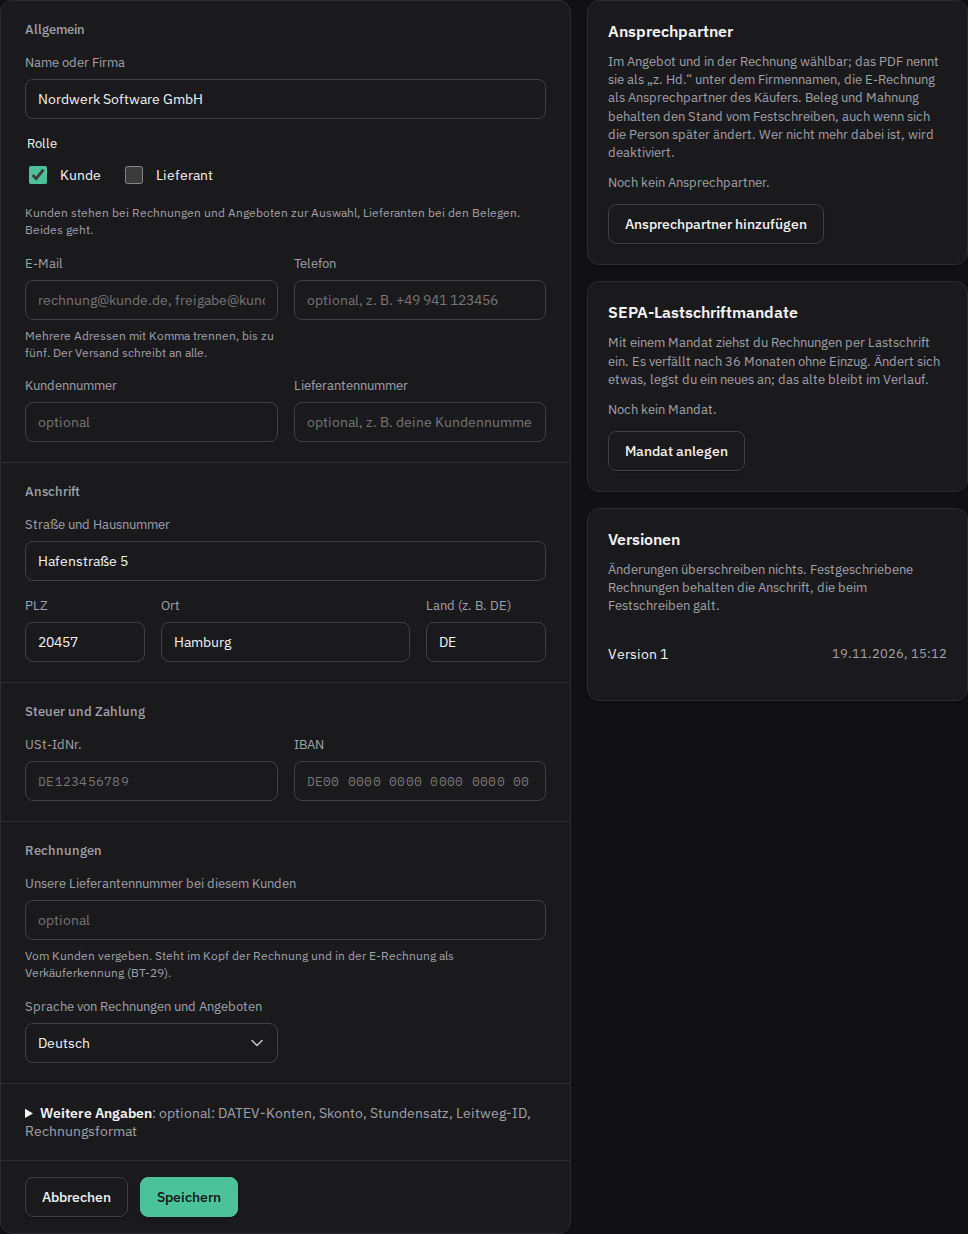 Allgemein
Name oder Firma
Nordwerk Software GmbH
Rolle
Kunde
Lieferant
Kunden stehen bei Rechnungen und Angeboten zur Auswahl, Lieferanten bei den Belegen.
Beides geht.
E-Mail
Telefon
rechnung@kunde.de, freigabe@kund
optional, z. B. +49 941 123456
Mehrere Adressen mit Komma trennen, bis zu
fünf. Der Versand schreibt an alle.
Kundennummer
Lieferantennummer
optional
optional, z. B. deine Kundennumme
Anschrift
Straße und Hausnummer
Hafenstraße 5
PLZ
Ort
Land (z. B. DE)
20457
Hamburg
DE
Steuer und Zahlung
USt-IdNr.
IBAN
DE123456789
DE00 0000 0000 0000 0000 00
Rechnungen
Unsere Lieferantennummer bei diesem Kunden
optional
Vom Kunden vergeben. Steht im Kopf der Rechnung und in der E-Rechnung als
Verkäuferkennung (BT-29).
Sprache von Rechnungen und Angeboten
Deutsch
Weitere Angaben: optional: DATEV-Konten, Skonto, Stundensatz, Leitweg-ID,
Rechnungsformat
Abbrechen
Speichern
Ansprechpartner
Im Angebot und in der Rechnung wählbar; das PDF nennt
sie als „z. Hd.“ unter dem Firmennamen, die E-Rechnung
als Ansprechpartner des Käufers. Beleg und Mahnung
behalten den Stand vom Festschreiben, auch wenn sich
die Person später ändert. Wer nicht mehr dabei ist, wird
deaktiviert.
Noch kein Ansprechpartner.
Ansprechpartner hinzufügen
SEPA-Lastschriftmandate
Mit einem Mandat ziehst du Rechnungen per Lastschrift
ein. Es verfällt nach 36 Monaten ohne Einzug. Ändert sich
etwas, legst du ein neues an; das alte bleibt im Verlauf.
Noch kein Mandat.
Mandat anlegen
Versionen
Änderungen überschreiben nichts. Festgeschriebene
Rechnungen behalten die Anschrift, die beim
Festschreiben galt.
Version 1
19.11.2026, 15:12